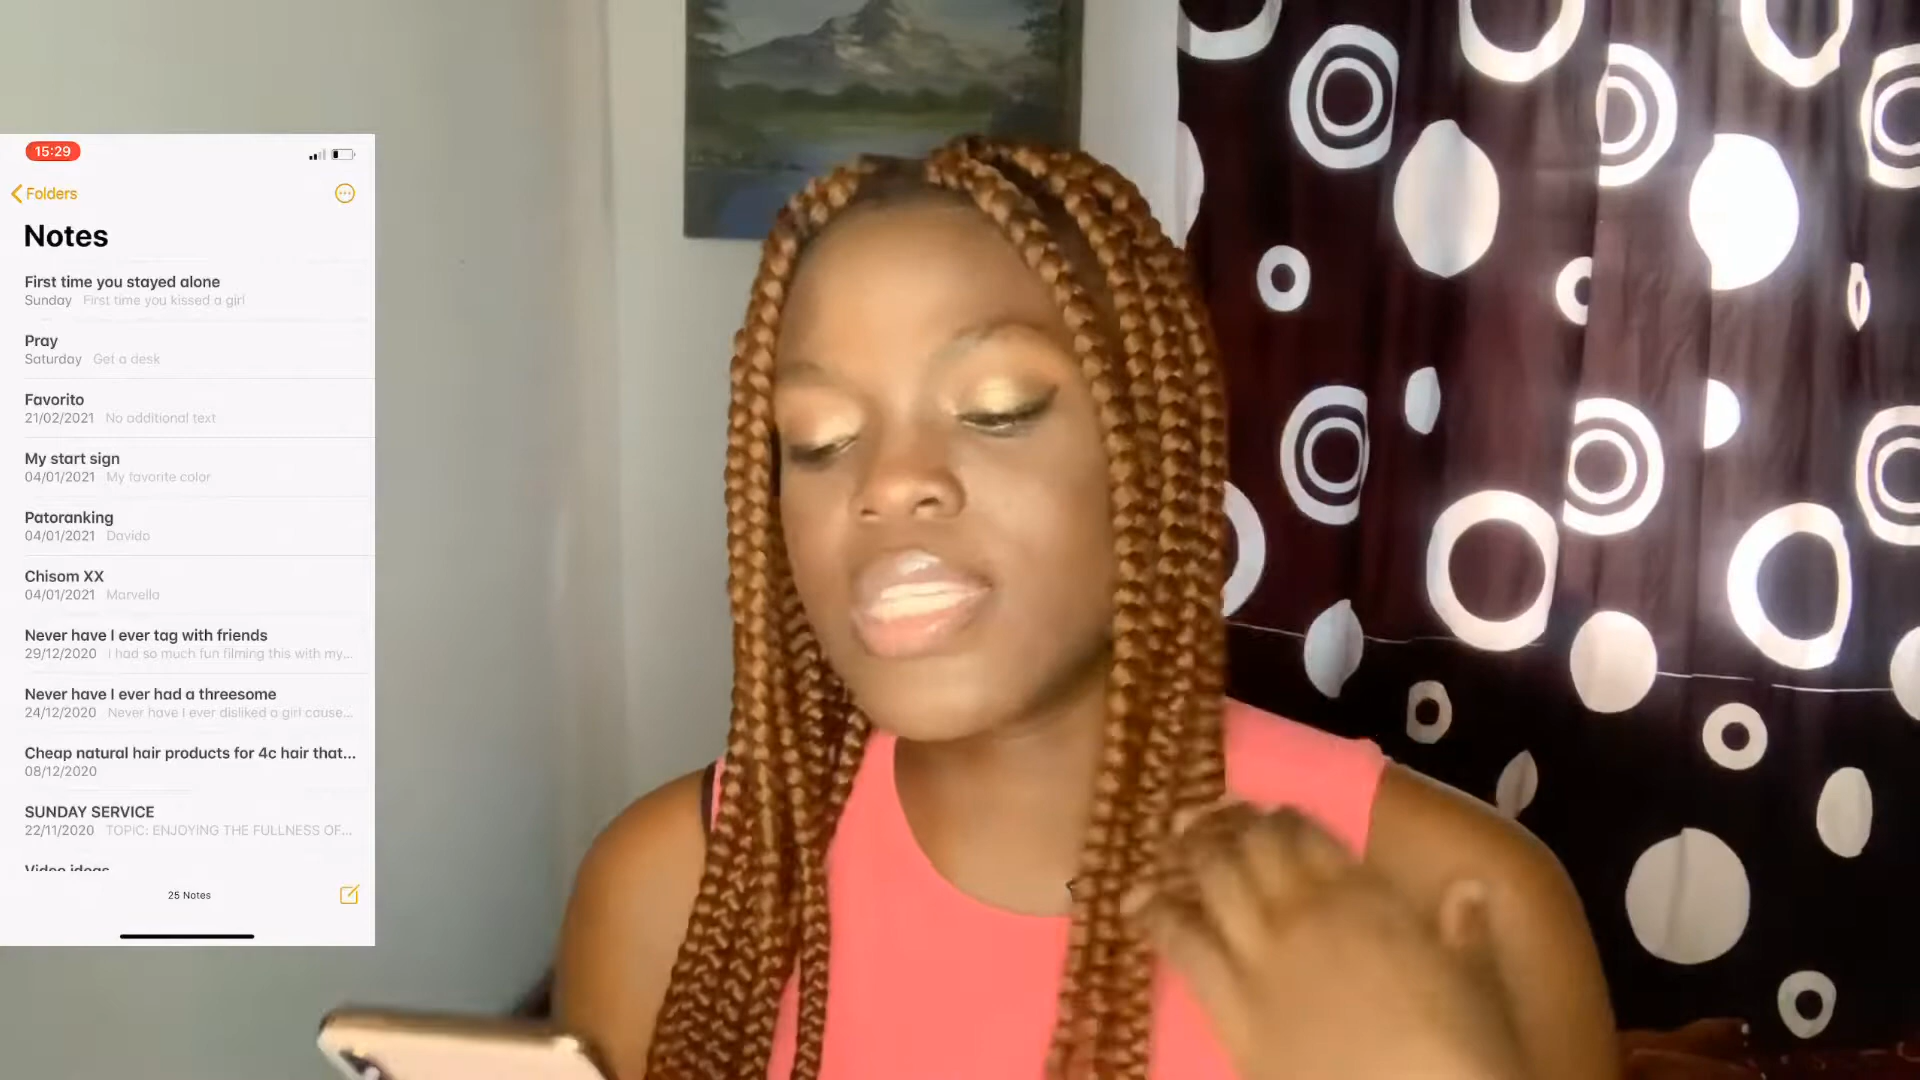 15:29
Folders
Notes
First time you stayed alone
Sunday First time you kissed a girl
Pray
Saturday Get a desk
Favorito
21/02/2021 No additional text
My start sign
04/01/2021 My favorite color
Patoranking
04/01/2021 Davido
Chisom XX
04/01/2021 Marvella
Never have I ever tag with friends
29/12/2020 I had so much fun filming this with my...
Never have I ever had a threesome
24/12/2020 Never have I ever disliked a girl cause...
Cheap natural hair products for 4c hair that...
08/12/2020
SUNDAY SERVICE
22/11/2020 TOPIC: ENJOYING THE FULLNESS OF...
Video ideas
25 Notes